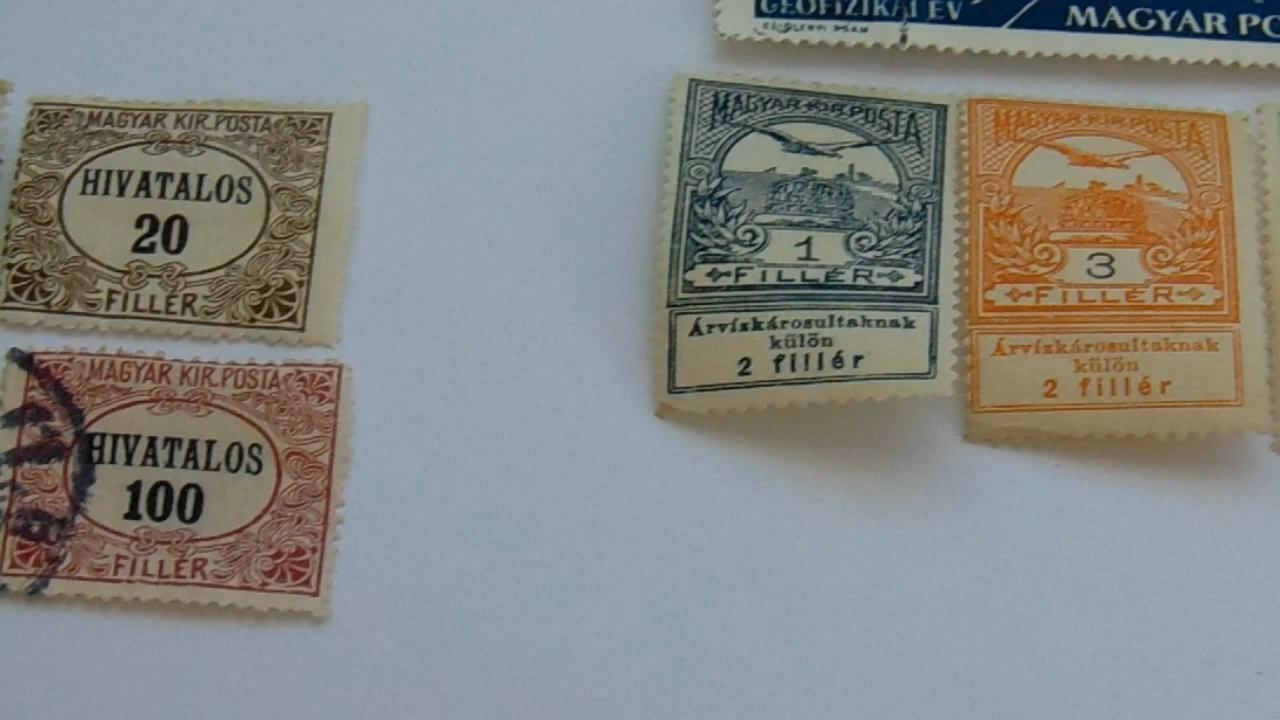 GEOFIZIKAI ÉV
MAGYAR PO
MAGYAR KIR. POSTA
HIVATALOS
20
FILLÉR
MAGYAR KIR. POSTA
HIVATALOS
100
FILLÉR
MAGYAR KIR. POSTA
1
FILLÉR
Árvízkárosultaknak
külön
2 fillér
MAGYAR KIR. POSTA
3
FILLÉR
Árvízkárosultaknak
külön
2 fillér